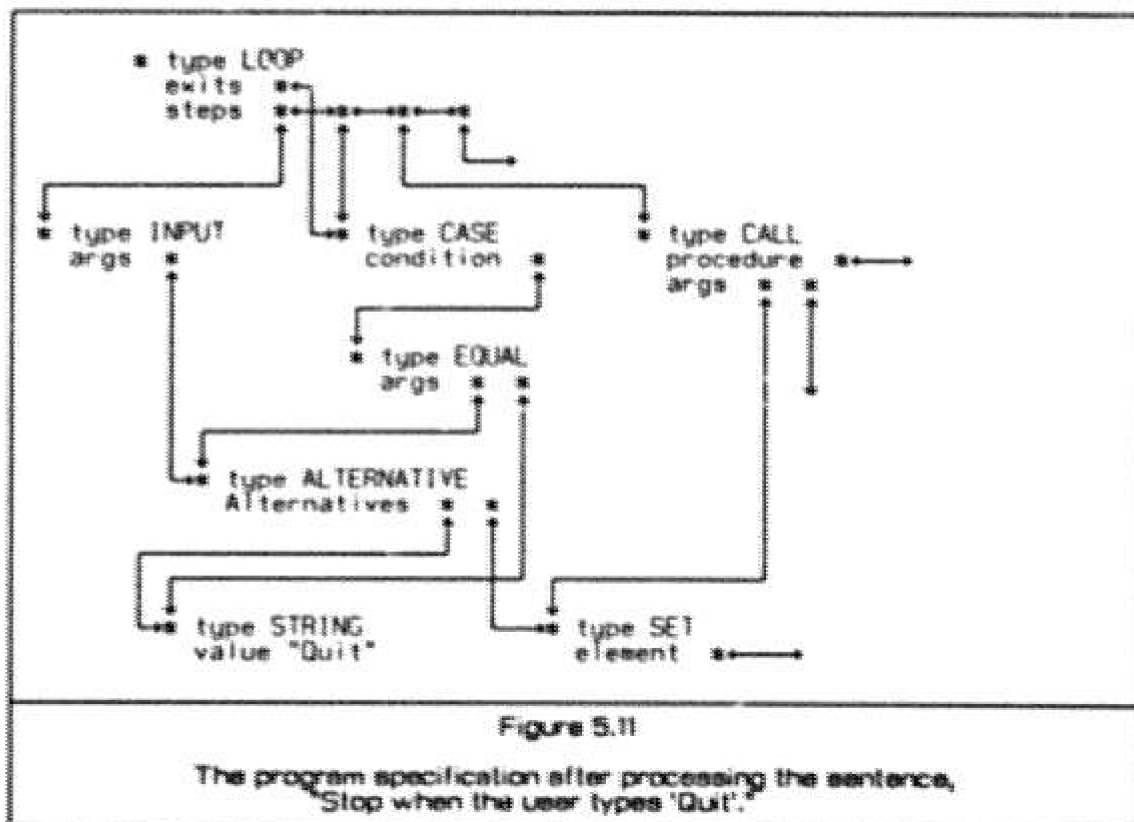 * type LOOP
exits *
steps * * * *
* type INPUT
args *
* type CASE
condition *
* type CALL
procedure *
args * *
* type EQUAL
args * *
* type ALTERNATIVE
Alternatives * *
* type STRING
value "Quit"
* type SET
element *
Figure 5.11
The program specification after processing the sentence,
"Stop when the user types 'Quit'."